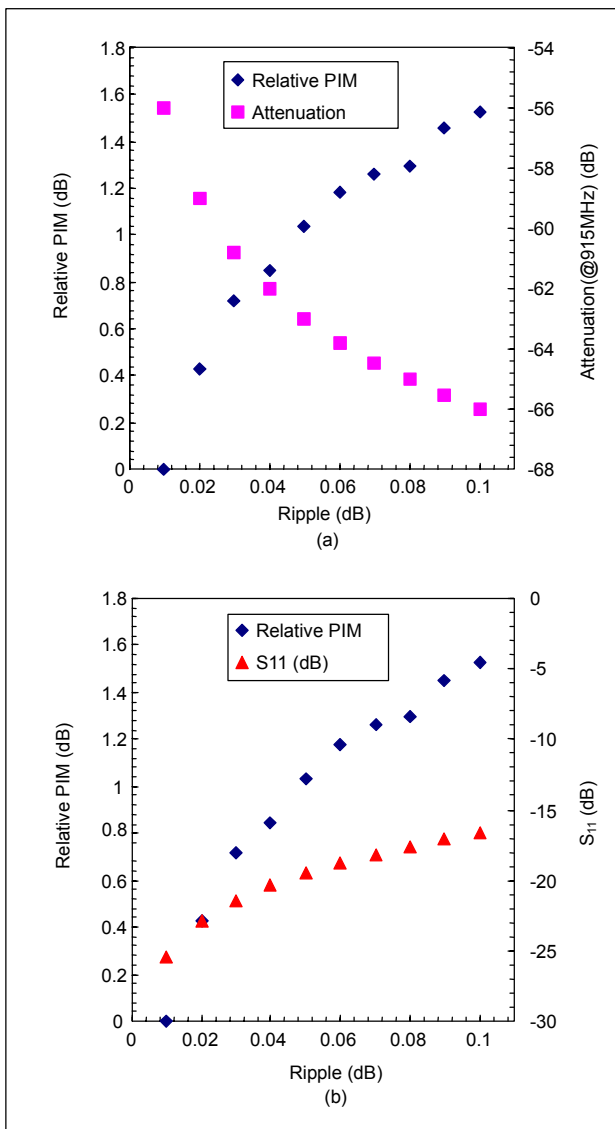 Relative PIM
Attenuation
1.8
1.6
1.4
1.2
1
0.8
0.6
0.4
0.2
0
Relative PIM (dB)
-54
-56
-58
-60
-62
-64
-66
-68
Attenuation(@915MHz) (dB)
0 0.02 0.04 0.06 0.08 0.1
Ripple (dB)
(a)
Relative PIM
S11 (dB)
1.8
1.6
1.4
1.2
1
0.8
0.6
0.4
0.2
0
Relative PIM (dB)
0
-5
-10
-15
-20
-25
-30
S₁₁ (dB)
0 0.02 0.04 0.06 0.08 0.1
Ripple (dB)
(b)